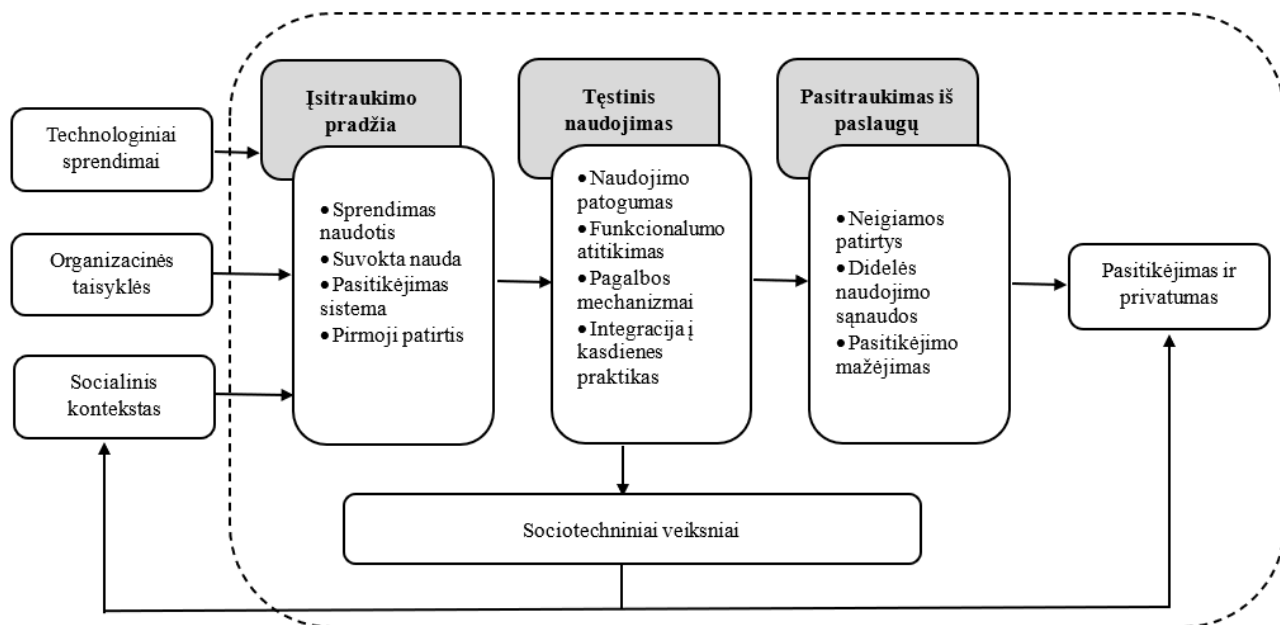 Technologiniai
sprendimai
Organizacinės
taisyklės
Socialinis
kontekstas
Įsitraukimo
pradžia
• Sprendimas
naudotis
• Suvokta nauda
• Pasitikėjimas
sistema
• Pirmoji patirtis
Tęstinis
naudojimas
• Naudojimo
patogumas
• Funkcionalumo
atitikimas
• Pagalbos
mechanizmai
• Integracija į
kasdienes
praktikas
Pasitraukimas iš
paslaugų
• Neigiamos
patirtys
• Didelės
naudojimo
sąnaudos
• Pasitikėjimo
mažėjimas
Pasitikėjimas ir
privatumas
Sociotechniniai veiksniai